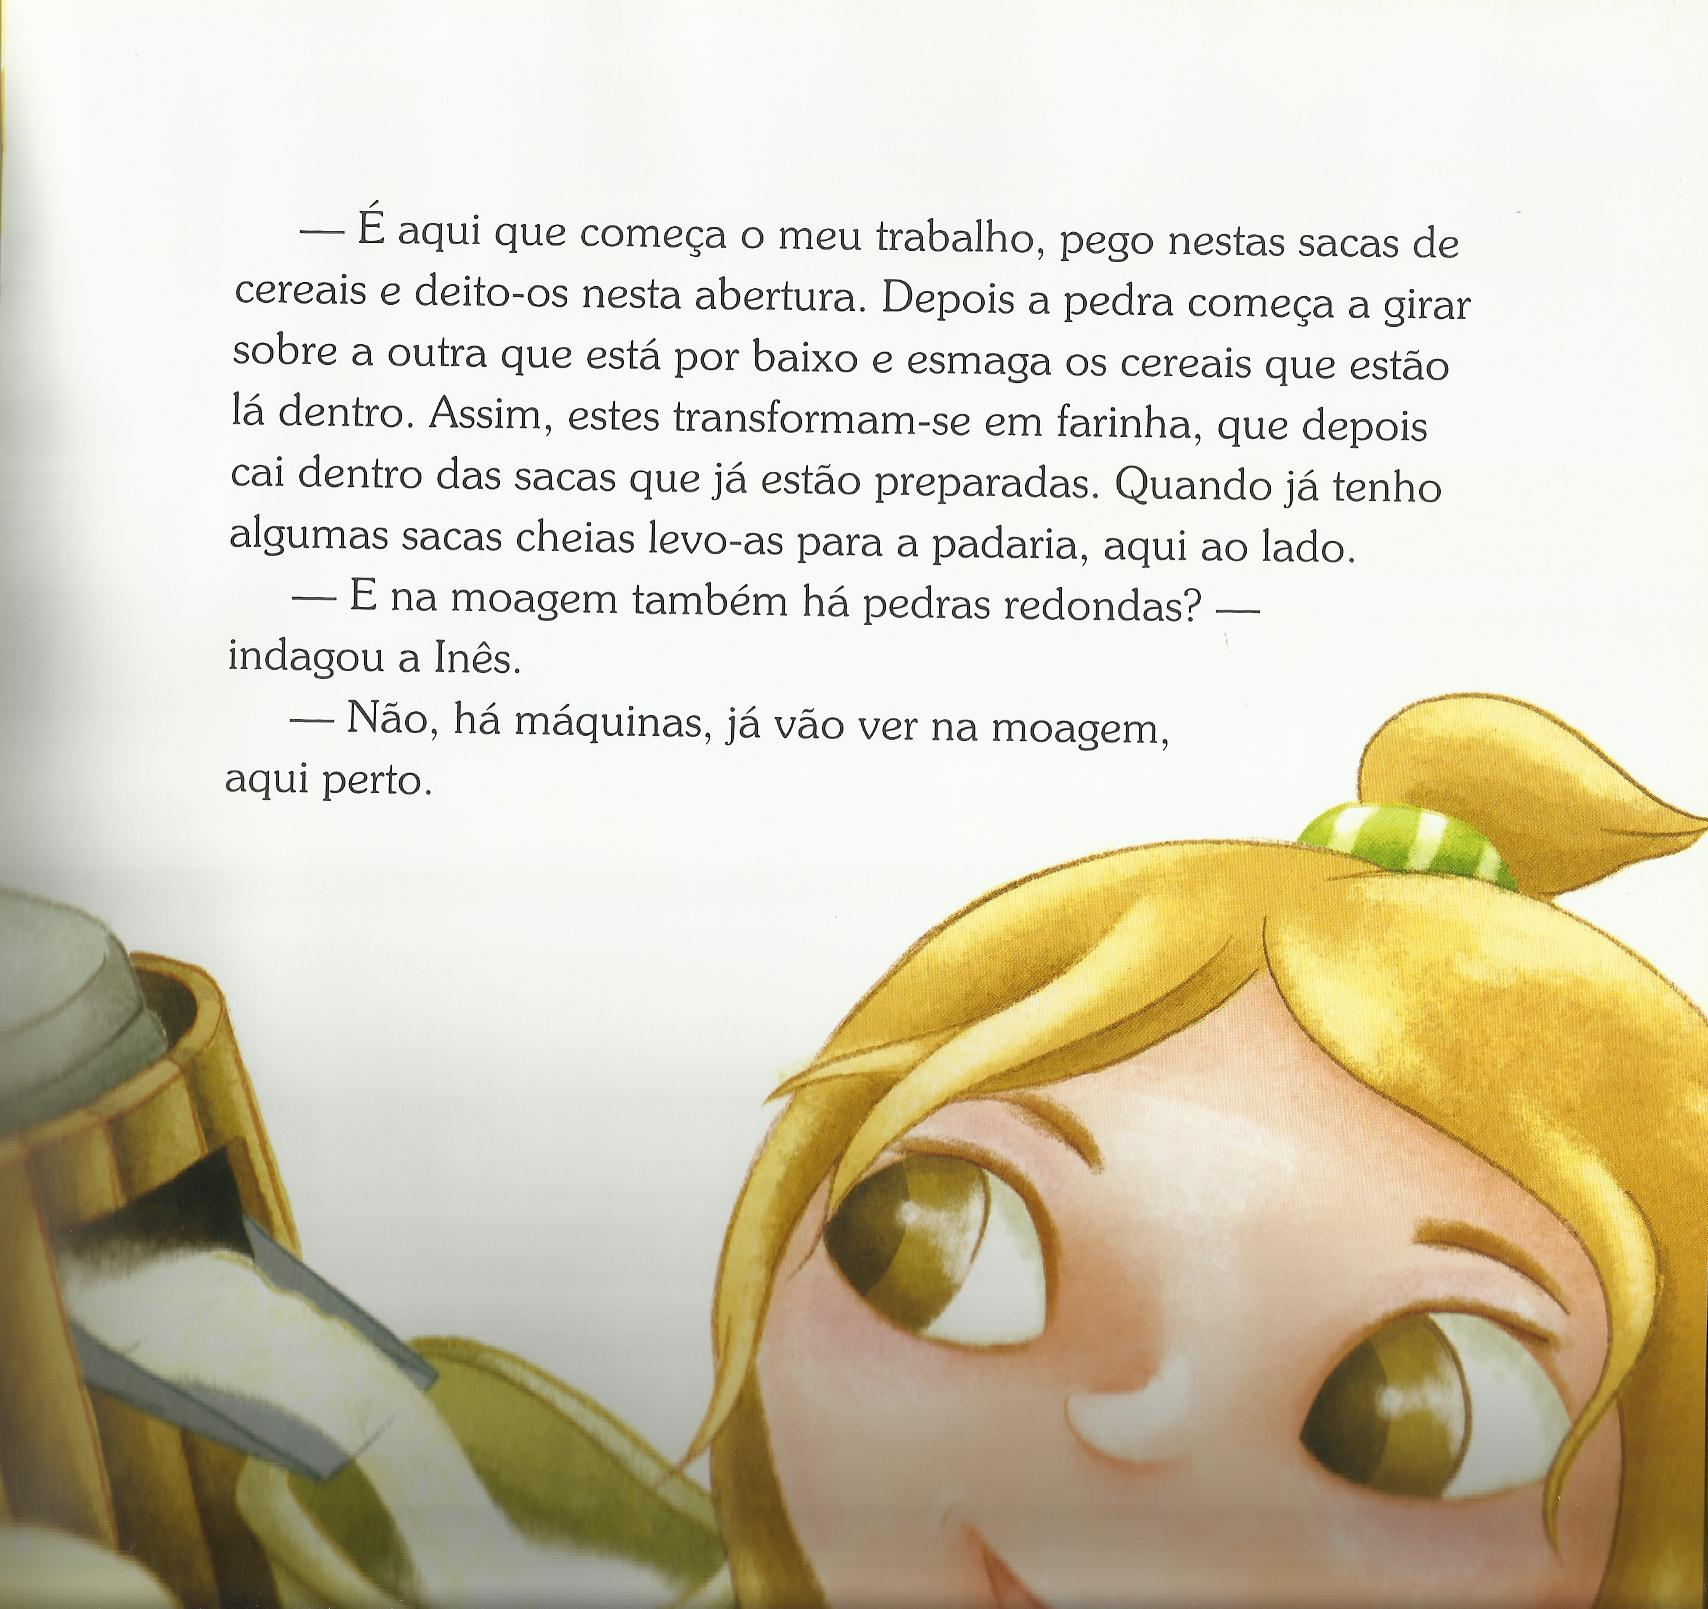 — É aqui que começa o meu trabalho, pego nestas sacas de
cereais e deito-os nesta abertura. Depois a pedra começa a girar
sobre a outra que está por baixo e esmaga os cereais que estão
lá dentro. Assim, estes transformam-se em farinha, que depois
cai dentro das sacas que já estão preparadas. Quando já tenho
algumas sacas cheias levo-as para a padaria, aqui ao lado.
— E na moagem também há pedras redondas? —
indagou a Inês.
— Não, há máquinas, já vão ver na moagem,
aqui perto.